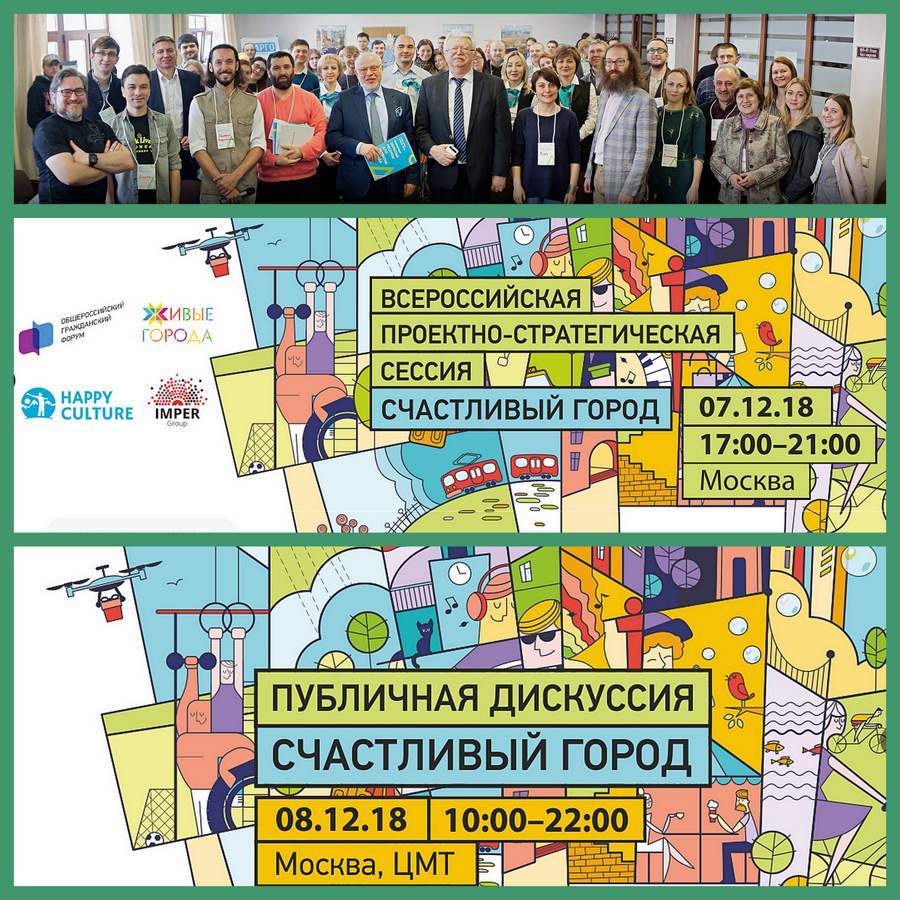 ОБЩЕРОССИЙСКИЙ
ГРАЖДАНСКИЙ
ФОРУМ
ЖИВЫЕ
ГОРОДА
HAPPY
CULTURE
IMPER
Group
ВСЕРОССИЙСКАЯ
ПРОЕКТНО-СТРАТЕГИЧЕСКАЯ
СЕССИЯ
СЧАСТЛИВЫЙ ГОРОД
07.12.18
17:00–21:00
Москва
ПУБЛИЧНАЯ ДИСКУССИЯ
СЧАСТЛИВЫЙ ГОРОД
08.12.18
10:00–22:00
Москва, ЦМТ